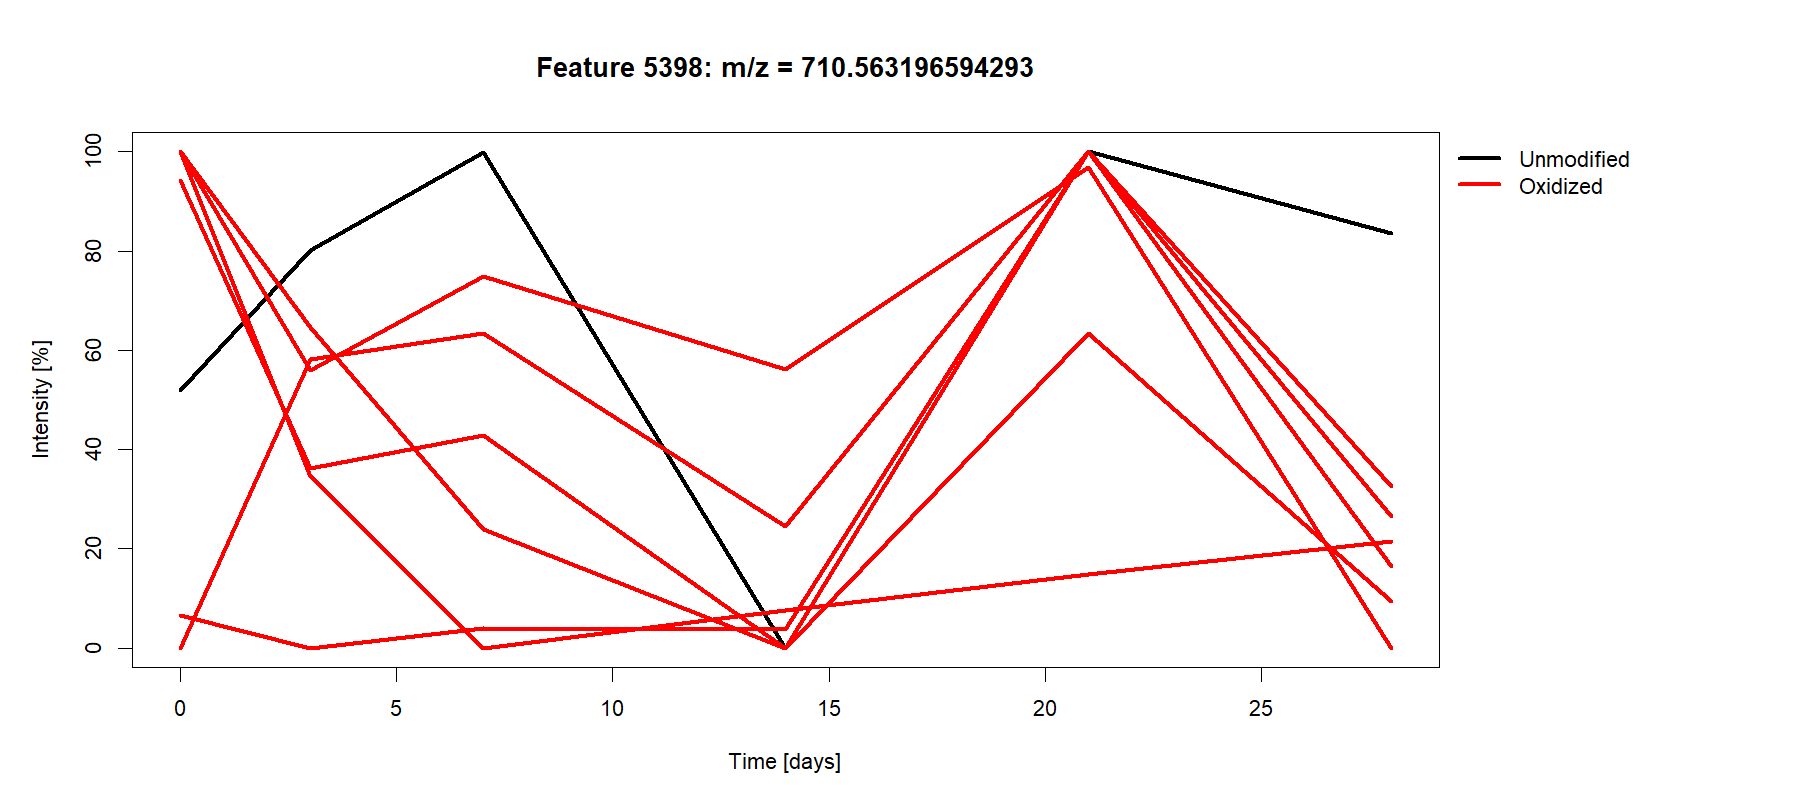 Feature 5398: m/z = 710.563196594293
Unmodified
Oxidized
Intensity [%]
100
80
60
40
20
0
0 5 10 15 20 25
Time [days]